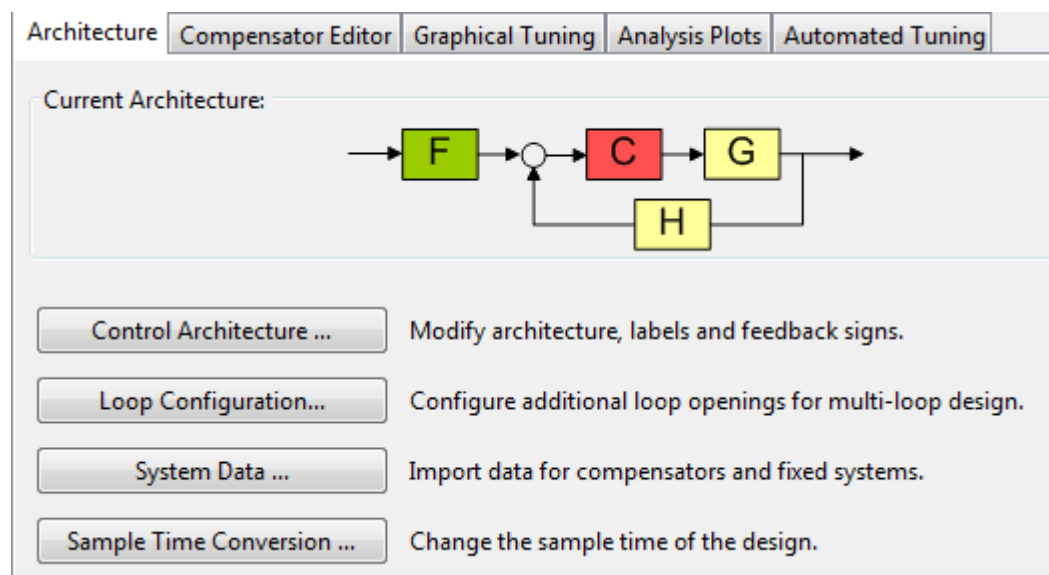 Architecture Compensator Editor Graphical Tuning Analysis Plots Automated Tuning
Current Architecture:
F C G
H
Control Architecture ... Modify architecture, labels and feedback signs.
Loop Configuration... Configure additional loop openings for multi-loop design.
System Data ... Import data for compensators and fixed systems.
Sample Time Conversion ... Change the sample time of the design.